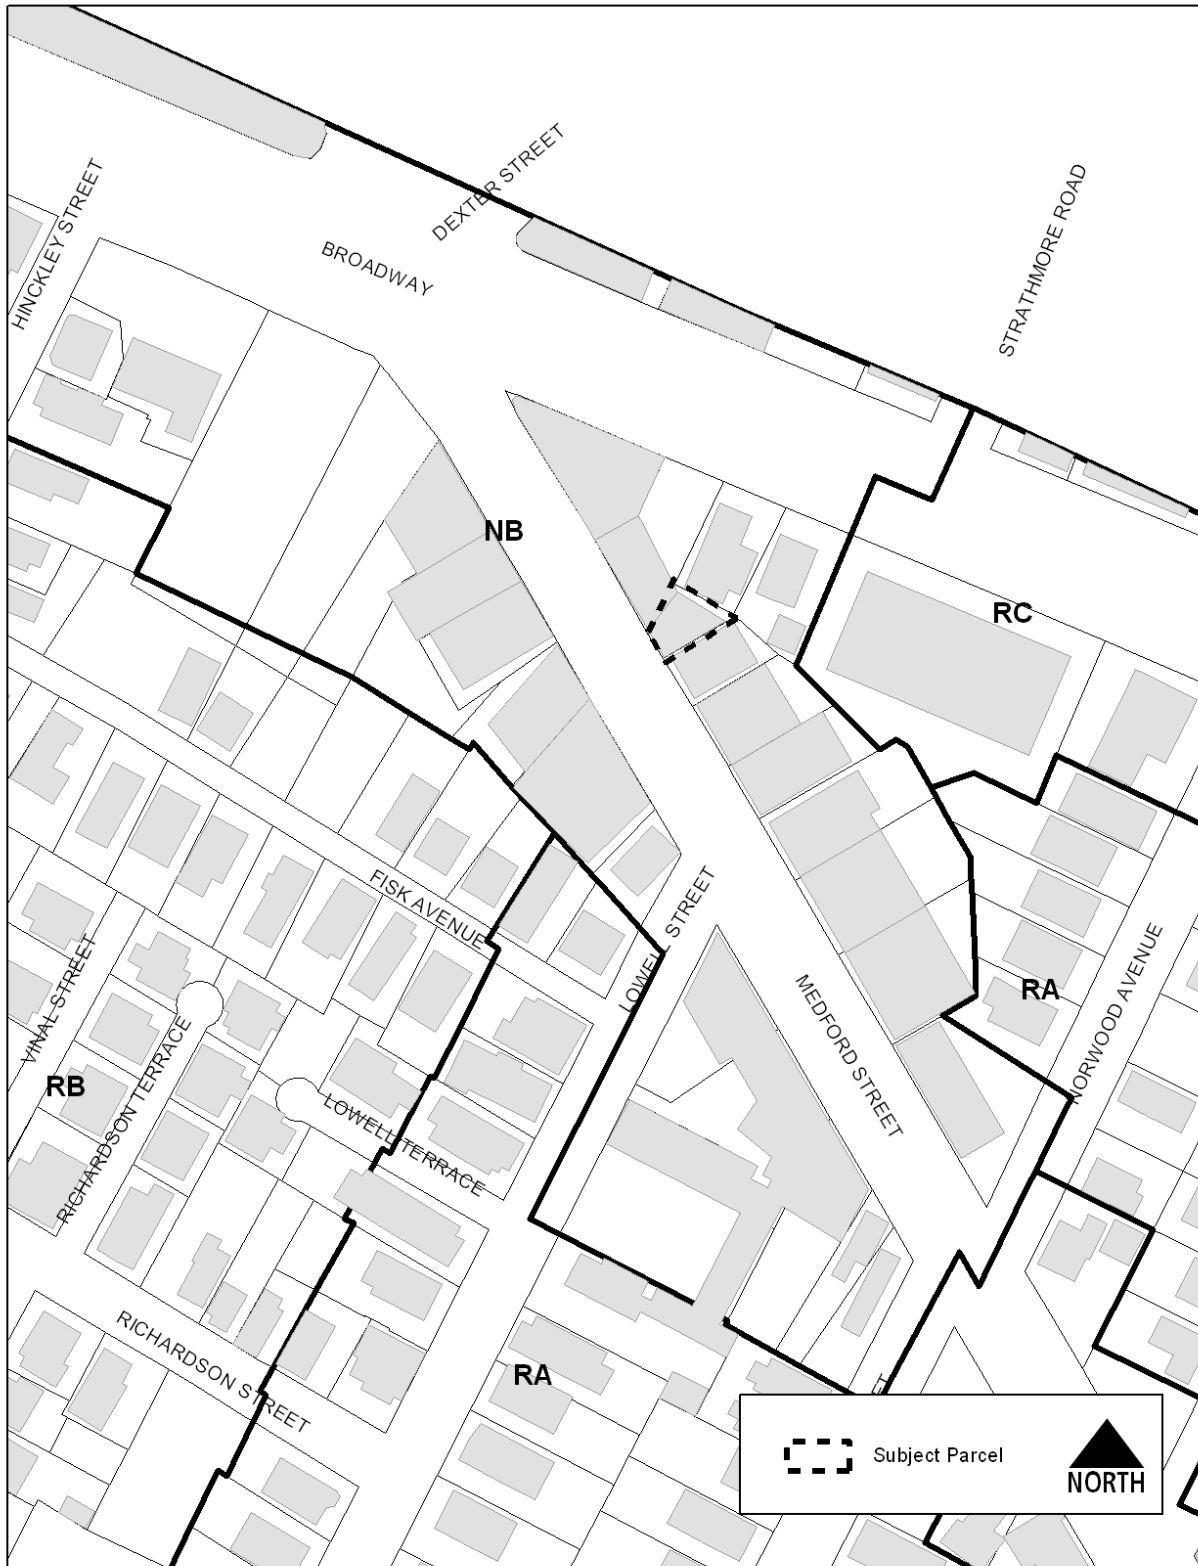 DEXTER STREET
HINCKLEY STREET
STRATHMORE ROAD
BROADWAY
NB
RC
FISK AVENUE
STREET
VINAL STREET
MEDFORD STREET
RA
NORWOOD AVENUE
RB
RICHARDSON TERRACE
LOWELL TERRACE
RICHARDSON STREET
RA
Subject Parcel
NORTH